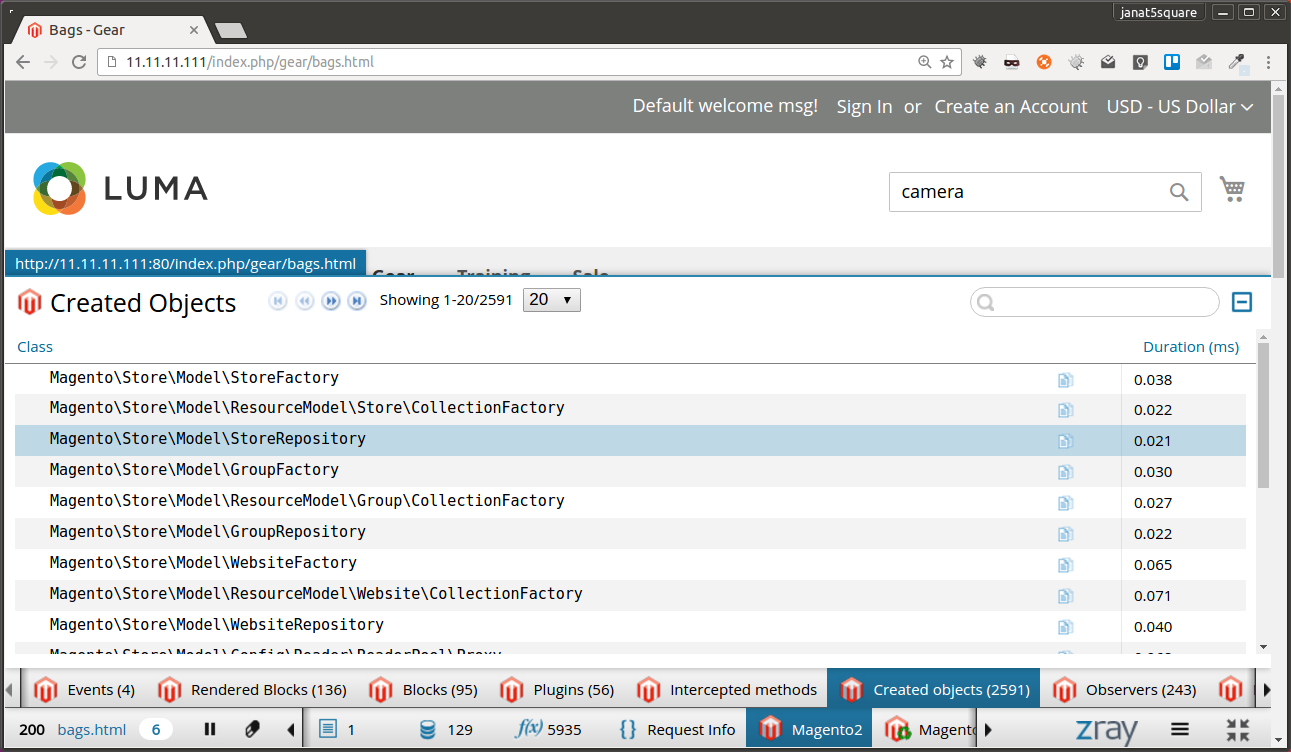 janat5square
Bags - Gear
11.11.11.111/index.php/gear/bags.html
Default welcome msg! Sign In or Create an Account USD - US Dollar
LUMA
camera
http://11.11.11.111:80/index.php/gear/bags.html Gear Training Sale
Created Objects Showing 1-20/2591 20
Class Duration (ms)
Magento\Store\Model\StoreFactory 0.038
Magento\Store\Model\ResourceModel\Store\CollectionFactory 0.022
Magento\Store\Model\StoreRepository 0.021
Magento\Store\Model\GroupFactory 0.030
Magento\Store\Model\ResourceModel\Group\CollectionFactory 0.027
Magento\Store\Model\GroupRepository 0.022
Magento\Store\Model\WebsiteFactory 0.065
Magento\Store\Model\ResourceModel\Website\CollectionFactory 0.071
Magento\Store\Model\WebsiteRepository 0.040
Events (4) Rendered Blocks (136) Blocks (95) Plugins (56) Intercepted methods Created objects (2591) Observers (243)
200 bags.html 6 1 129 f(x) 5935 {} Request Info Magento2 Magento zray